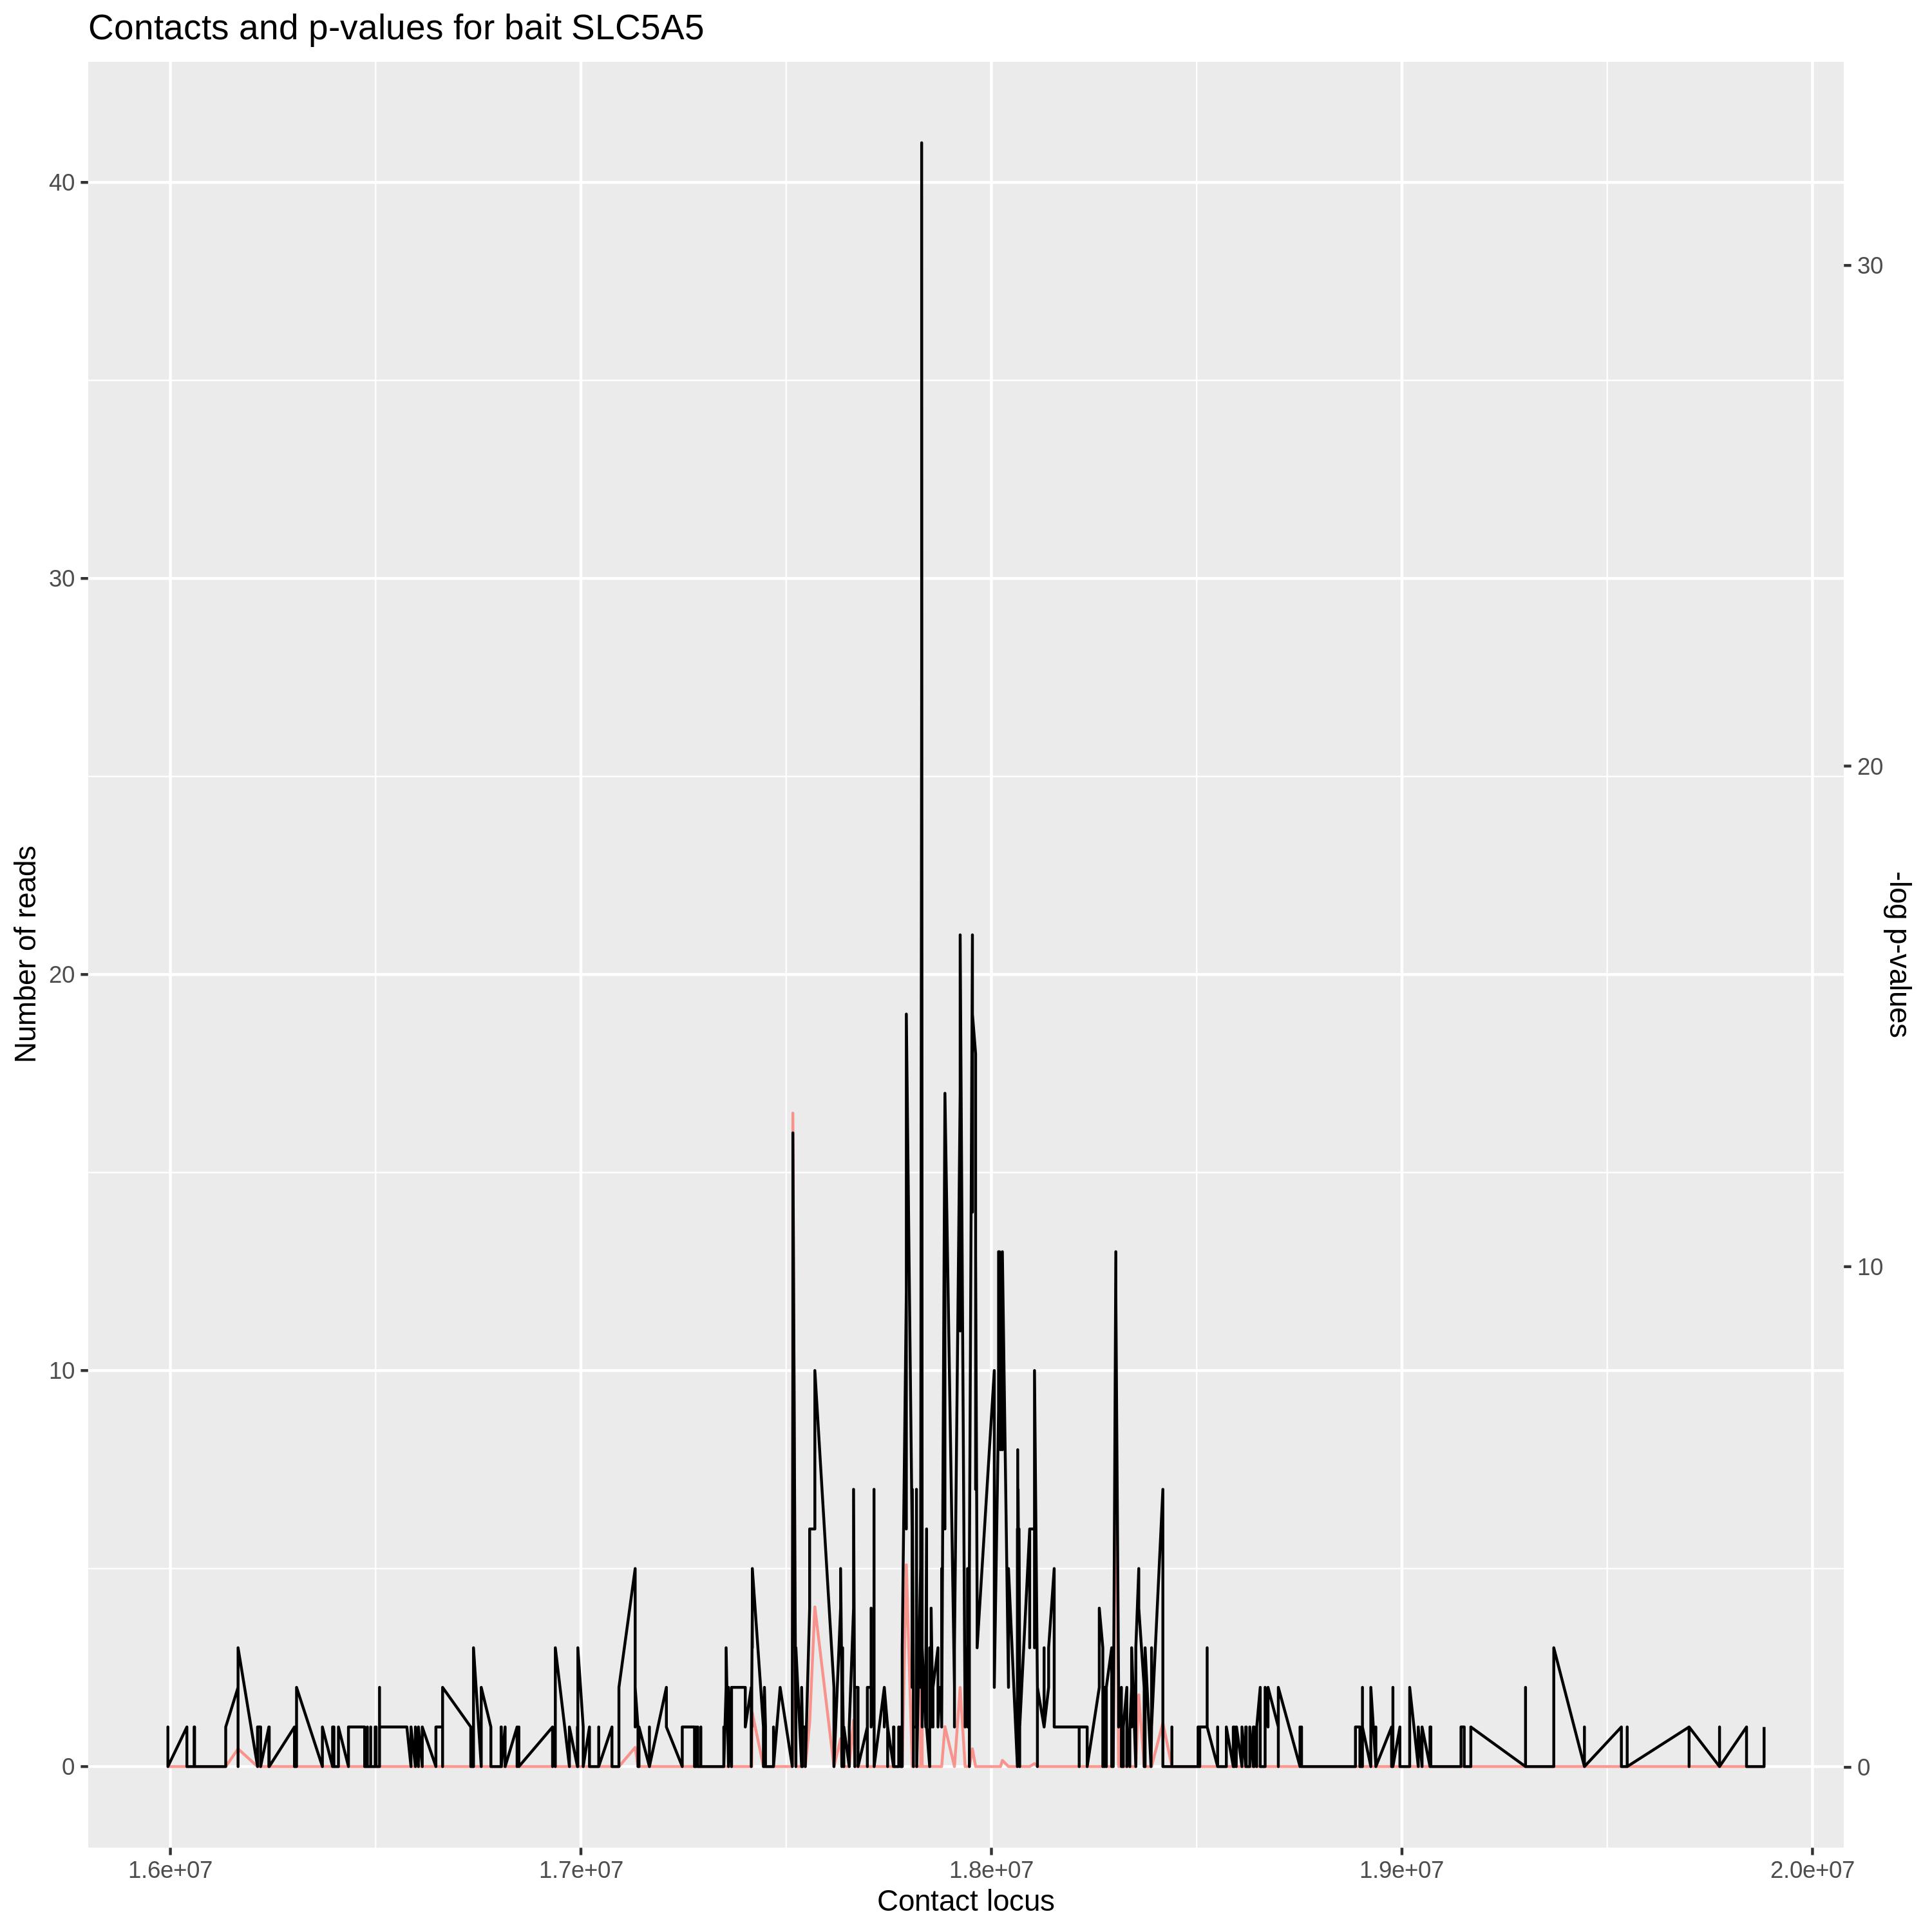 Contacts and p-values for bait SLC5A5
40
30
20
10
0
Number of reads
30
20
10
0
-log p-values
1.6e+07 1.7e+07 1.8e+07 1.9e+07 2.0e+07
Contact locus